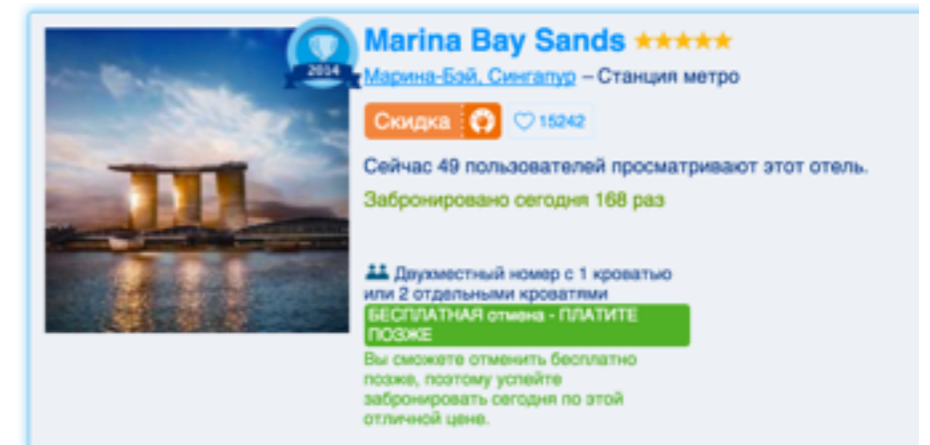 2014
Marina Bay Sands
Марина-Бэй, Сингапур – Станция метро
Скидка
15242
Сейчас 49 пользователей просматривают этот отель.
Забронировано сегодня 168 раз
Двухместный номер с 1 кроватью
или 2 отдельными кроватями
БЕСПЛАТНАЯ отмена - ПЛАТИТЕ
ПОЗЖЕ
Вы сможете отменить бесплатно
позже, поэтому успейте
забронировать сегодня по этой
отличной цене.